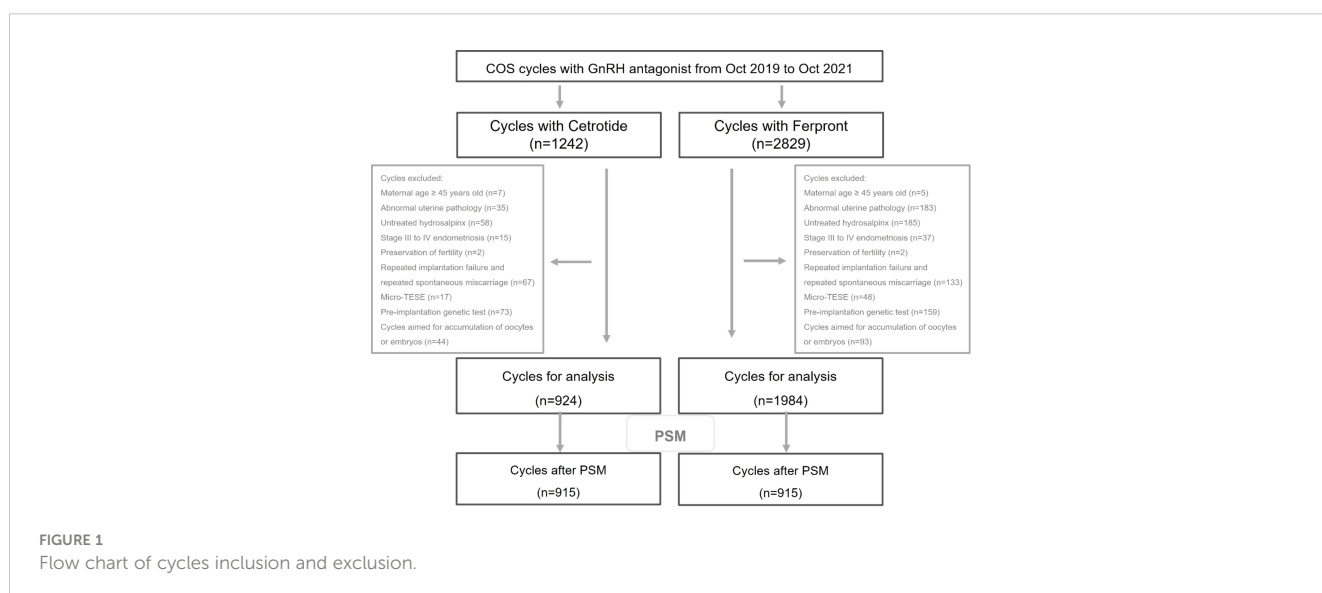 COS cycles with GnRH antagonist from Oct 2019 to Oct 2021
Cycles with Cetrotide
(n=1242)
Cycles with Ferpront
(n=2829)
Cycles excluded:
Maternal age ≥ 45 years old (n=7)
Abnormal uterine pathology (n=35)
Untreated hydrosalpinx (n=58)
Stage III to IV endometriosis (n=15)
Preservation of fertility (n=2)
Repeated implantation failure and
repeated spontaneous miscarriage (n=67)
Micro-TESE (n=17)
Pre-implantation genetic test (n=73)
Cycles aimed for accumulation of oocytes
or embryos (n=44)
Cycles excluded:
Maternal age ≥ 45 years old (n=5)
Abnormal uterine pathology (n=183)
Untreated hydrosalpinx (n=185)
Stage III to IV endometriosis (n=37)
Preservation of fertility (n=2)
Repeated implantation failure and
repeated spontaneous miscarriage (n=133)
Micro-TESE (n=48)
Pre-implantation genetic test (n=159)
Cycles aimed for accumulation of oocytes
or embryos (n=93)
Cycles for analysis
(n=924)
Cycles for analysis
(n=1984)
PSM
Cycles after PSM
(n=915)
Cycles after PSM
(n=915)
FIGURE 1
Flow chart of cycles inclusion and exclusion.